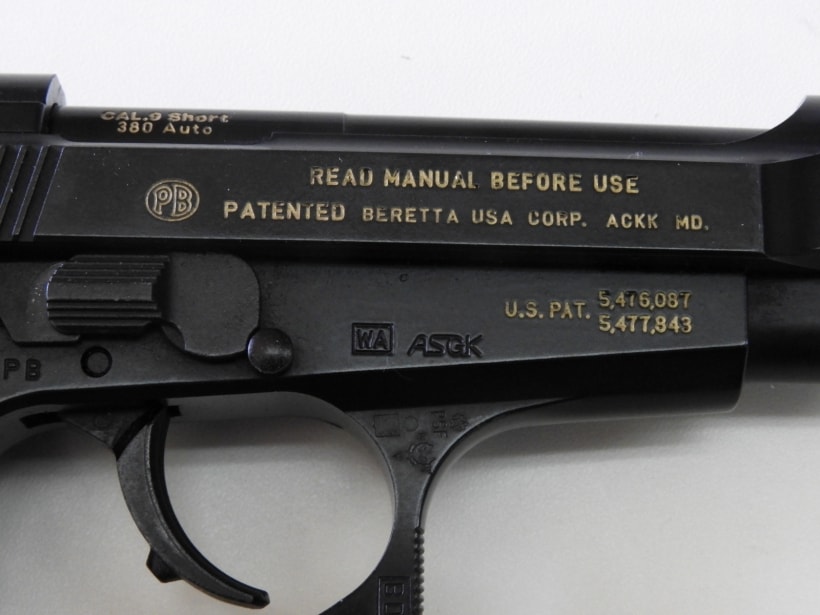 CAL.9 Short
380 Auto
READ MANUAL BEFORE USE
PB
PATENTED BERETTA USA CORP. ACKK MD.
U.S. PAT. 5,476,087
5,477,843
WA ASGK
PB